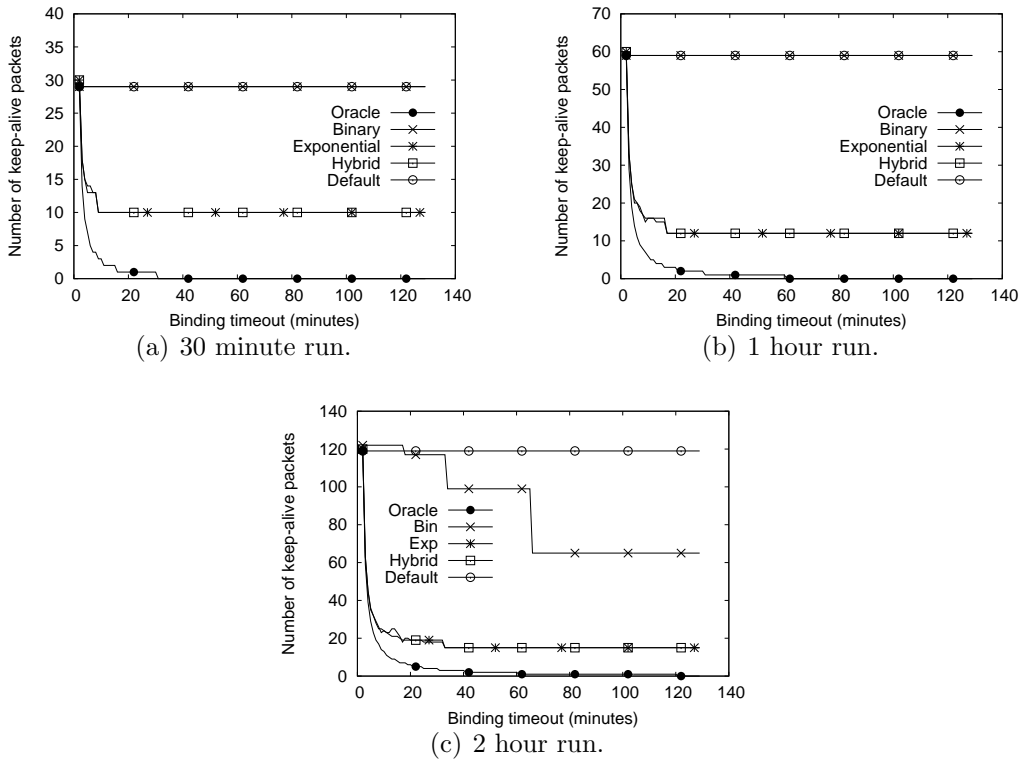 Number of keep-alive packets
40
35
30
25
20
15
10
5
0
Oracle
Binary
Exponential
Hybrid
Default
0 20 40 60 80 100 120 140
Binding timeout (minutes)
(a) 30 minute run.
Number of keep-alive packets
70
60
50
40
30
20
10
0
Oracle
Binary
Exponential
Hybrid
Default
0 20 40 60 80 100 120 140
Binding timeout (minutes)
(b) 1 hour run.
Number of keep-alive packets
140
120
100
80
60
40
20
0
Oracle
Bin
Exp
Hybrid
Default
0 20 40 60 80 100 120 140
Binding timeout (minutes)
(c) 2 hour run.